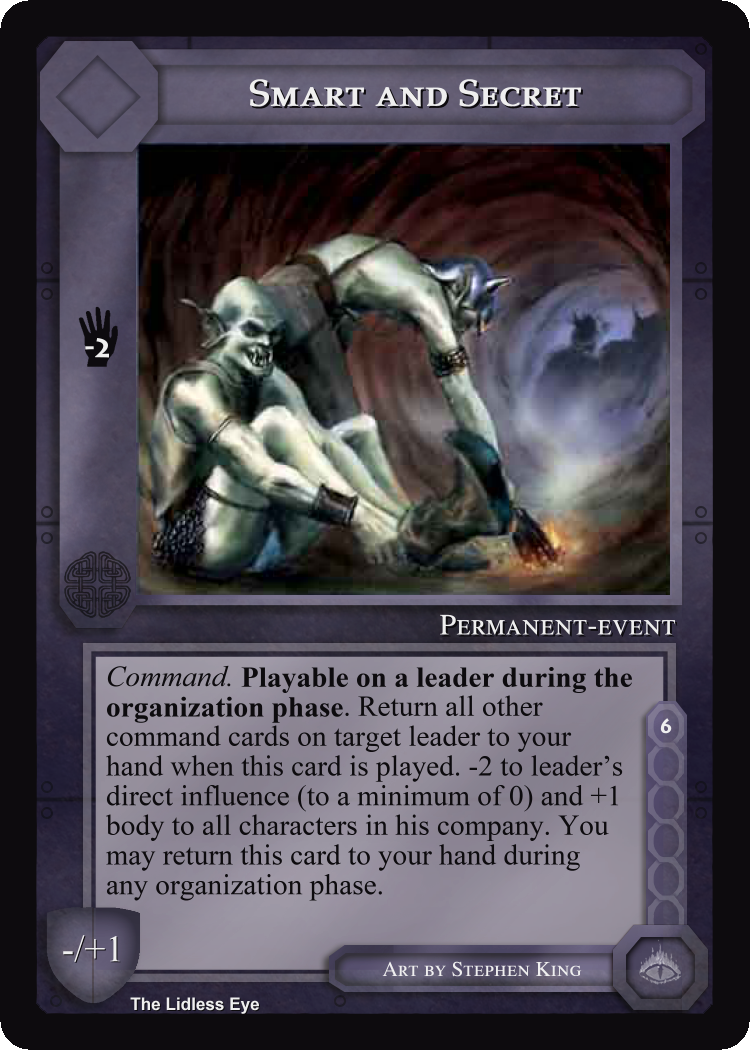 Smart and Secret
-2
Permanent-event
Command. Playable on a leader during the
organization phase. Return all other
command cards on target leader to your
hand when this card is played. -2 to leader's
direct influence (to a minimum of 0) and +1
body to all characters in his company. You
may return this card to your hand during
any organization phase.
6
-/+1
Art by Stephen King
The Lidless Eye